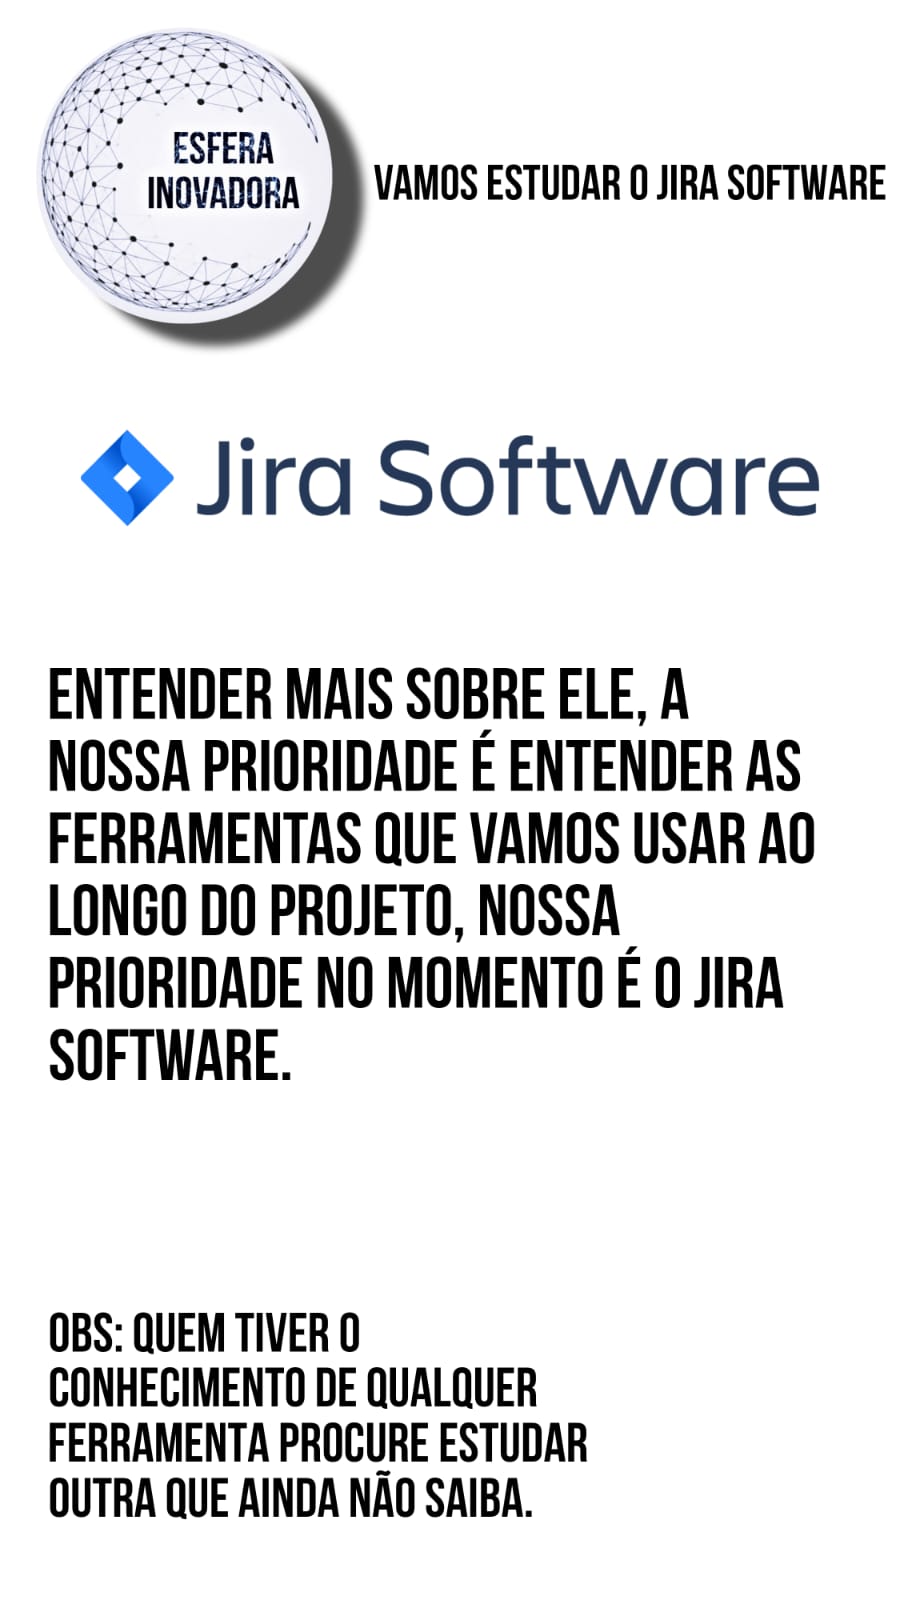 ESFERA
INOVADORA
VAMOS ESTUDAR O JIRA SOFTWARE
Jira Software
ENTENDER MAIS SOBRE ELE, A
NOSSA PRIORIDADE É ENTENDER AS
FERRAMENTAS QUE VAMOS USAR AO
LONGO DO PROJETO, NOSSA
PRIORIDADE NO MOMENTO É O JIRA
SOFTWARE.
OBS: QUEM TIVER O
CONHECIMENTO DE QUALQUER
FERRAMENTA PROCURE ESTUDAR
OUTRA QUE AINDA NÃO SAIBA.